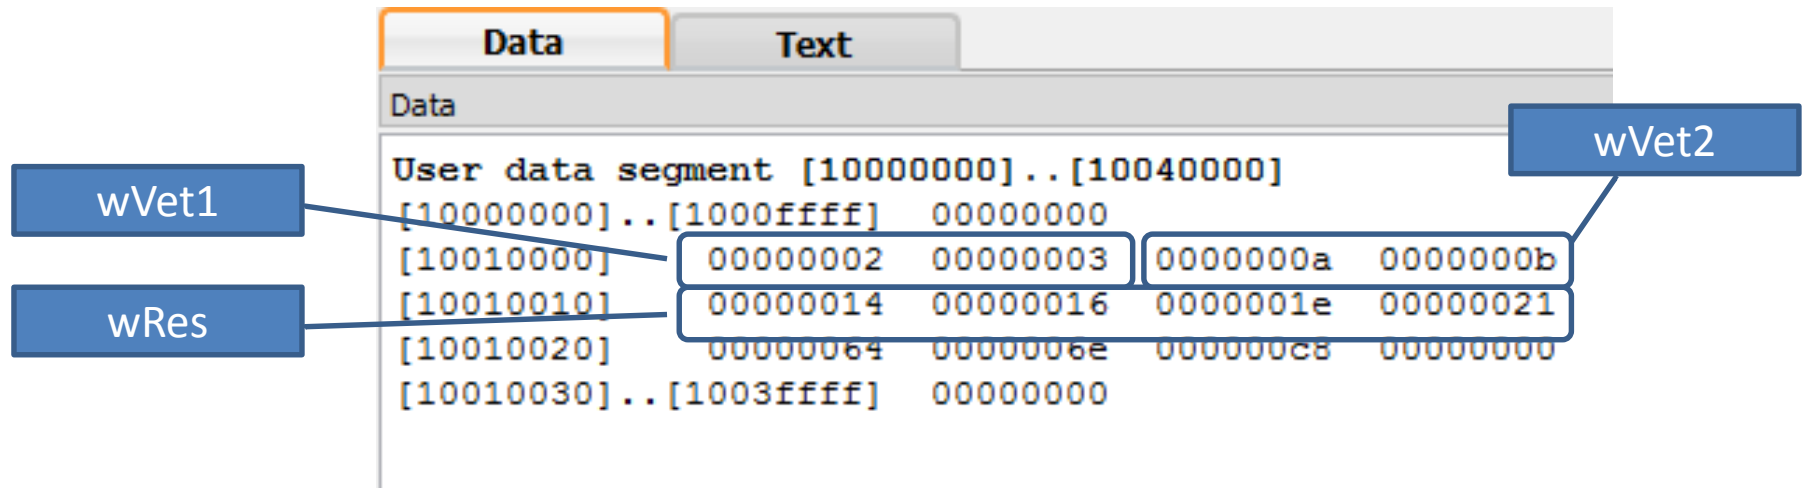 Data Text
Data
wVet2
User data segment [10000000]..[10040000]
wVet1
[10000000]..[1000ffff] 00000000
[10010000] 00000002 00000003 0000000a 0000000b
wRes
[10010010] 00000014 00000016 0000001e 00000021
[10010020] 00000064 0000006e 000000c8 00000000
[10010030]..[1003ffff] 00000000